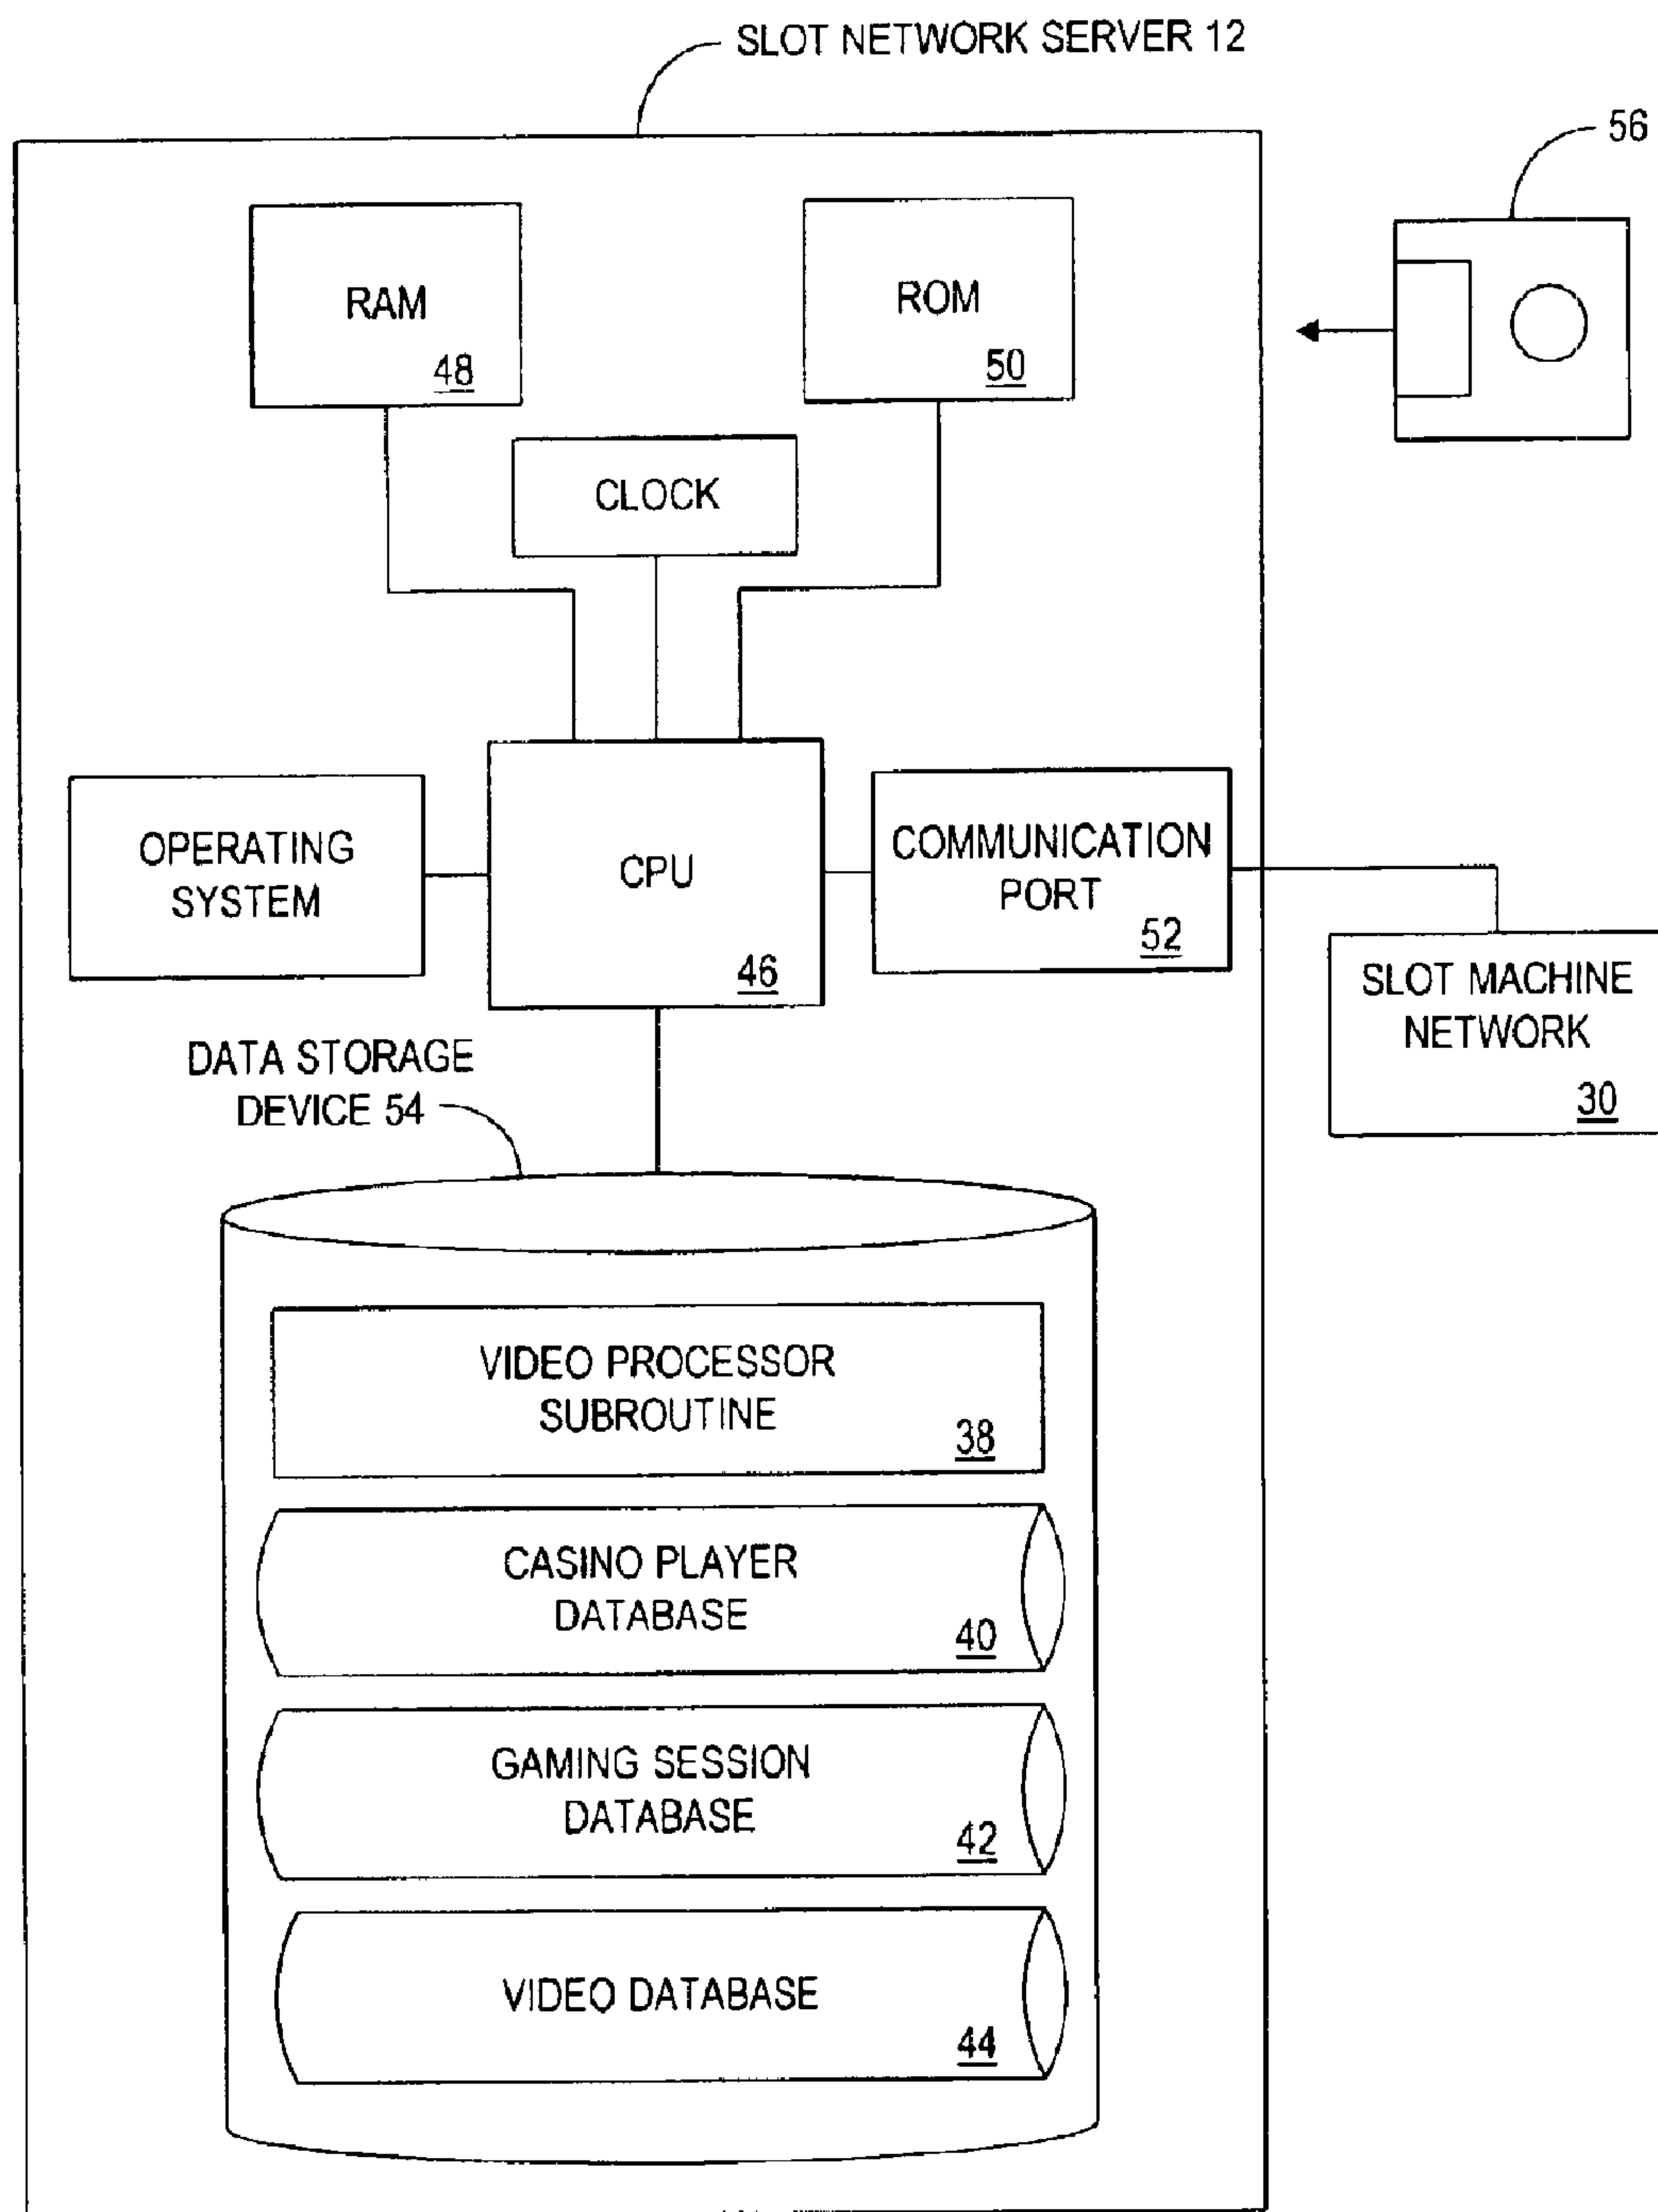 SLOT NETWORK SERVER 12
56
RAM
48
ROM
50
CLOCK
OPERATING
SYSTEM
CPU
46
COMMUNICATION
PORT
52
SLOT MACHINE
NETWORK
30
DATA STORAGE
DEVICE 54
VIDEO PROCESSOR
SUBROUTINE
38
CASINO PLAYER
DATABASE
40
GAMING SESSION
DATABASE
42
VIDEO DATABASE
44